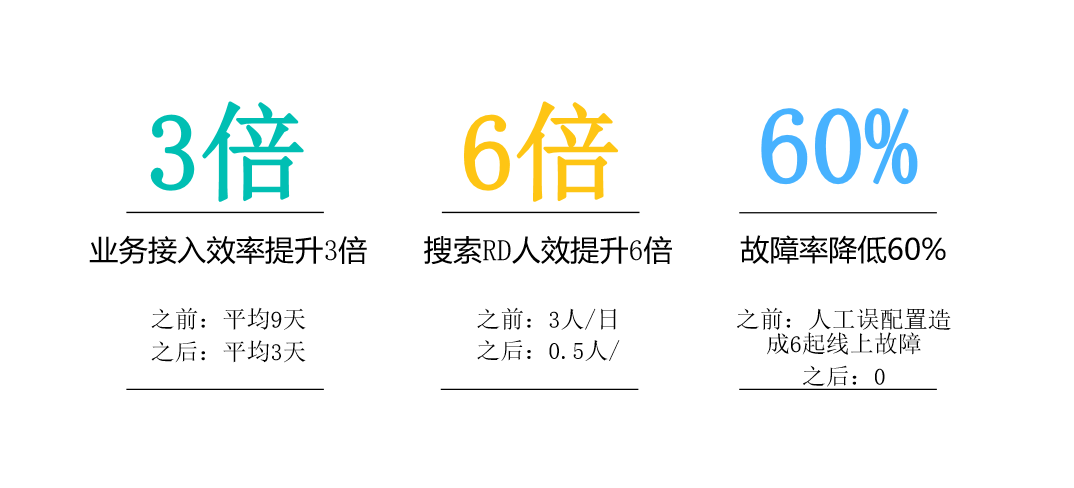 3倍
业务接入效率提升3倍
之前：平均9天
之后：平均3天
6倍
搜索RD人效提升6倍
之前：3人/日
之后：0.5人/
60%
故障率降低60%
之前：人工误配置造
成6起线上故障
之后：0